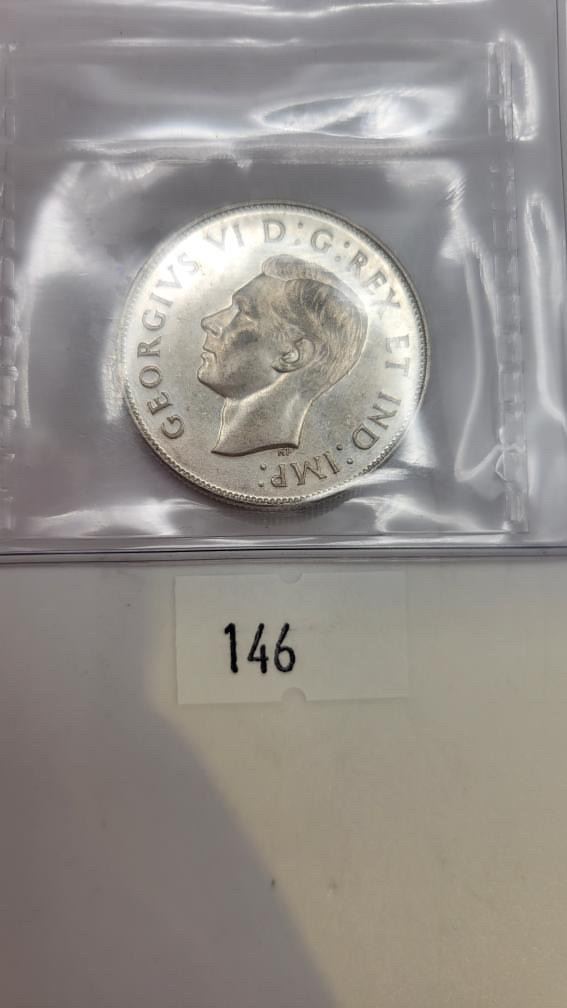 GEORGIVS VI D:G:REX ET IND:IMP:
HP
146